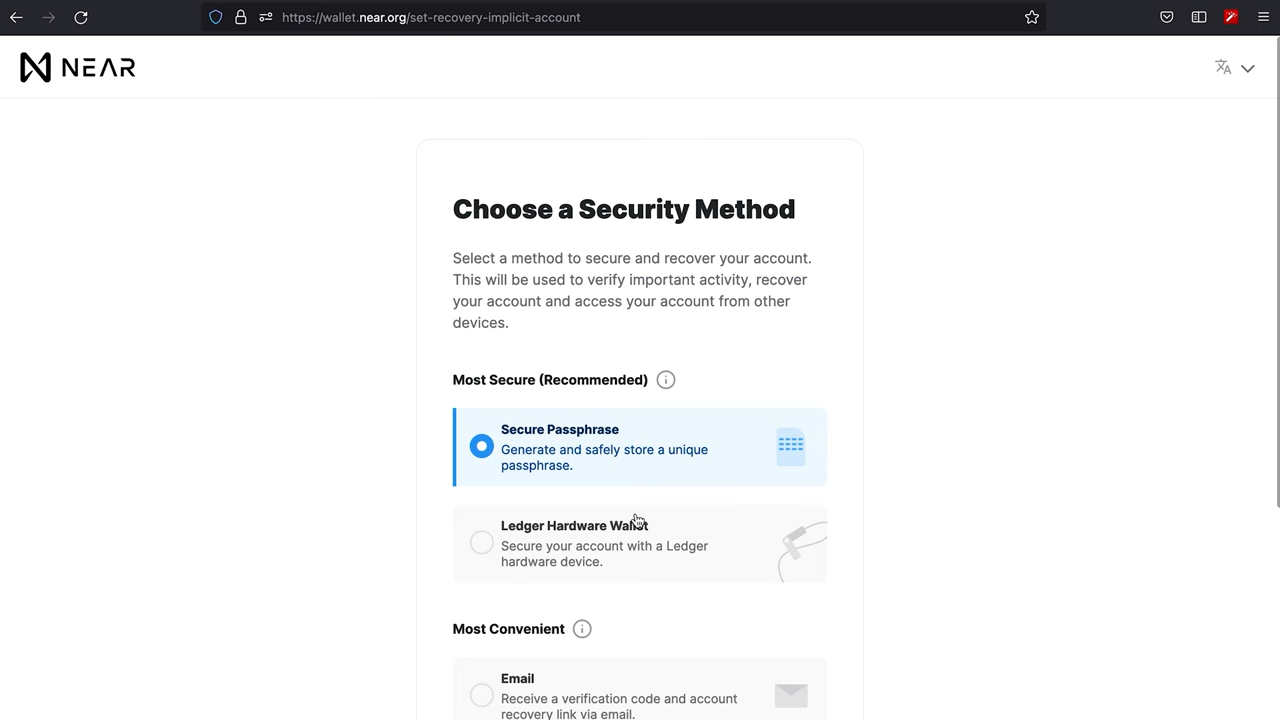 https://wallet.near.org/set-recovery-implicit-account
NEAR
Choose a Security Method
Select a method to secure and recover your account.
This will be used to verify important activity, recover
your account and access your account from other
devices.
Most Secure (Recommended)
Secure Passphrase
Generate and safely store a unique
passphrase.
Ledger Hardware Wallet
Secure your account with a Ledger
hardware device.
Most Convenient
Email
Receive a verification code and account
recovery link via email.